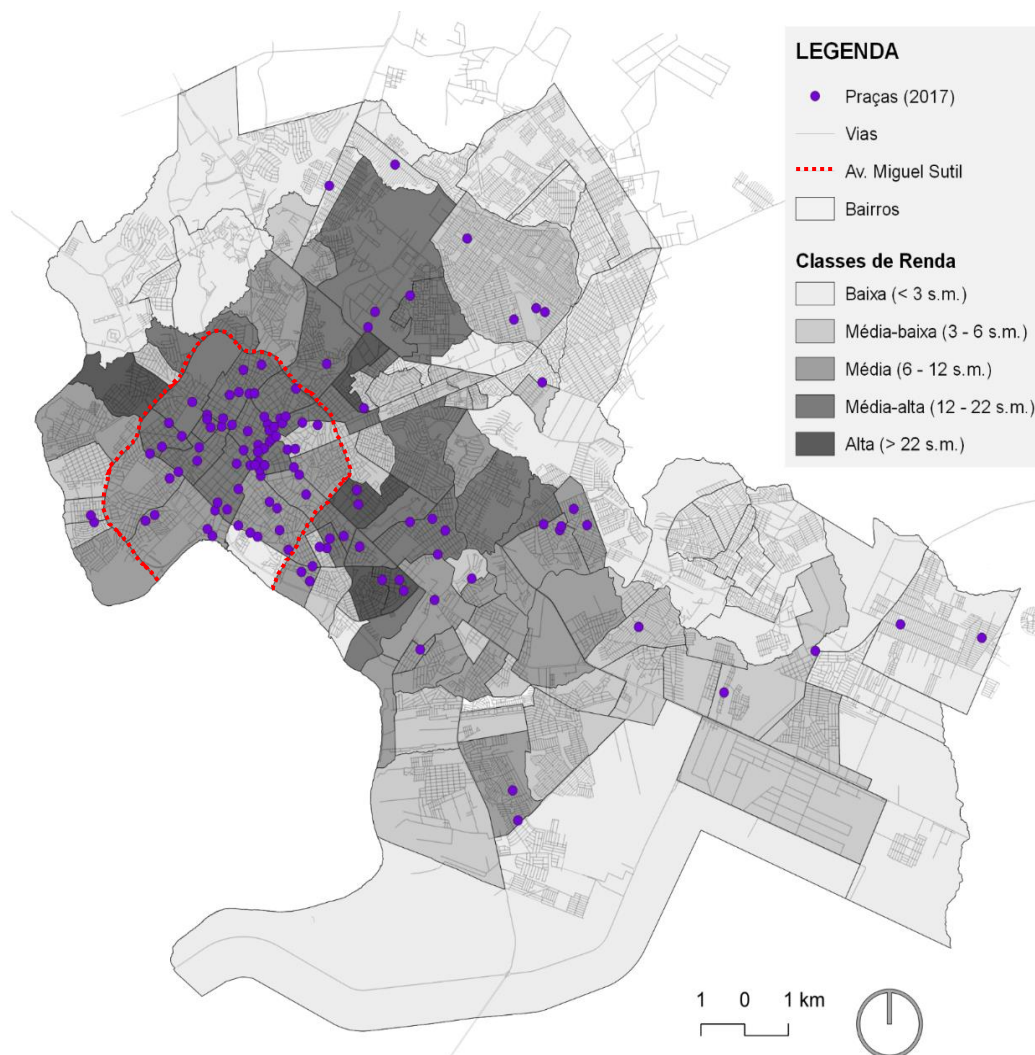 LEGENDA
Praças (2017)
Vias
Av. Miguel Sutil
Bairros
Classes de Renda
Baixa (< 3 s.m.)
Média-baixa (3 - 6 s.m.)
Média (6 - 12 s.m.)
Média-alta (12 - 22 s.m.)
Alta (> 22 s.m.)
1 0 1 km